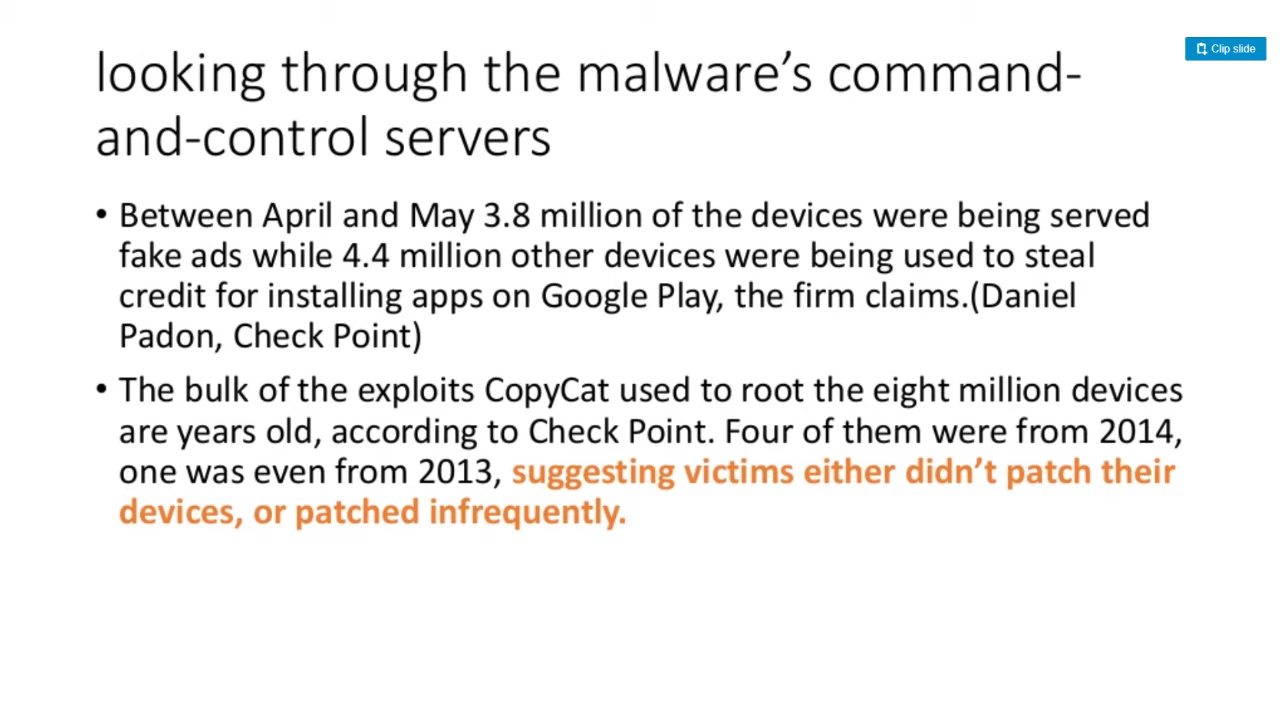 Clip slide
looking through the malware’s command-
and-control servers
• Between April and May 3.8 million of the devices were being served
fake ads while 4.4 million other devices were being used to steal
credit for installing apps on Google Play, the firm claims.(Daniel
Padon, Check Point)
• The bulk of the exploits CopyCat used to root the eight million devices
are years old, according to Check Point. Four of them were from 2014,
one was even from 2013, suggesting victims either didn’t patch their
devices, or patched infrequently.